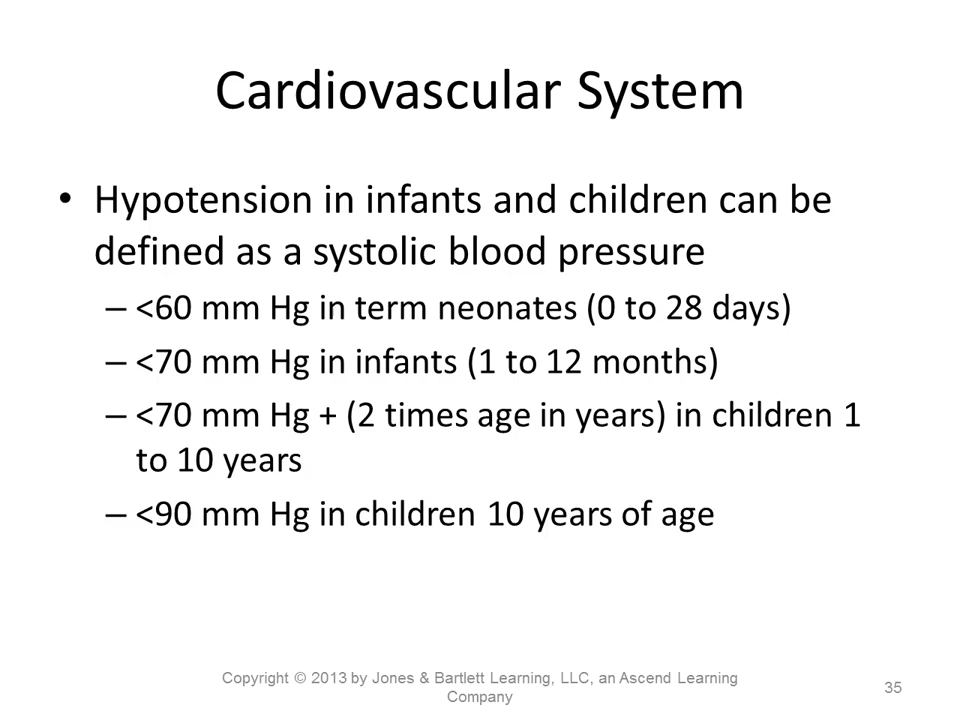 Cardiovascular System
• Hypotension in infants and children can be
defined as a systolic blood pressure
– <60 mm Hg in term neonates (0 to 28 days)
– <70 mm Hg in infants (1 to 12 months)
– <70 mm Hg + (2 times age in years) in children 1
to 10 years
– <90 mm Hg in children 10 years of age
Copyright © 2013 by Jones & Bartlett Learning, LLC, an Ascend Learning
Company
35